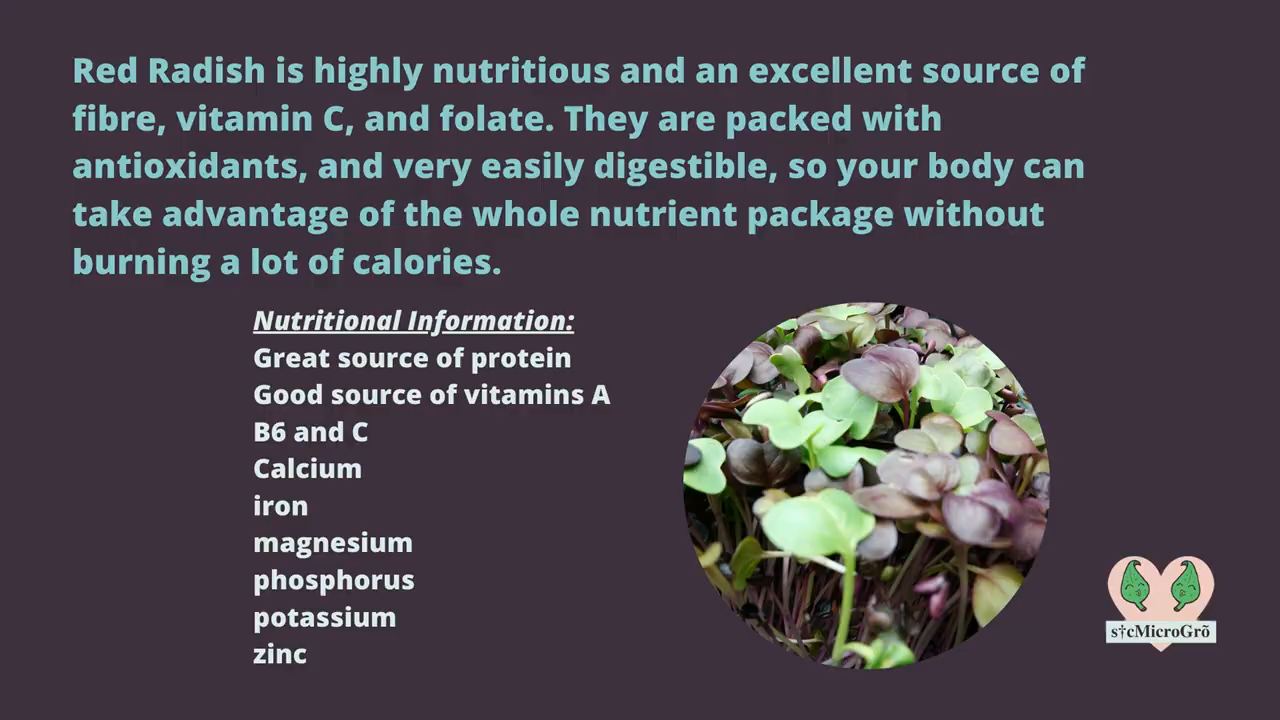 Red Radish is highly nutritious and an excellent source of
fibre, vitamin C, and folate. They are packed with
antioxidants, and very easily digestible, so your body can
take advantage of the whole nutrient package without
burning a lot of calories.
Nutritional Information:
Great source of protein
Good source of vitamins A
B6 and C
Calcium
iron
magnesium
phosphorus
potassium
zinc
s†cMicroGrõ